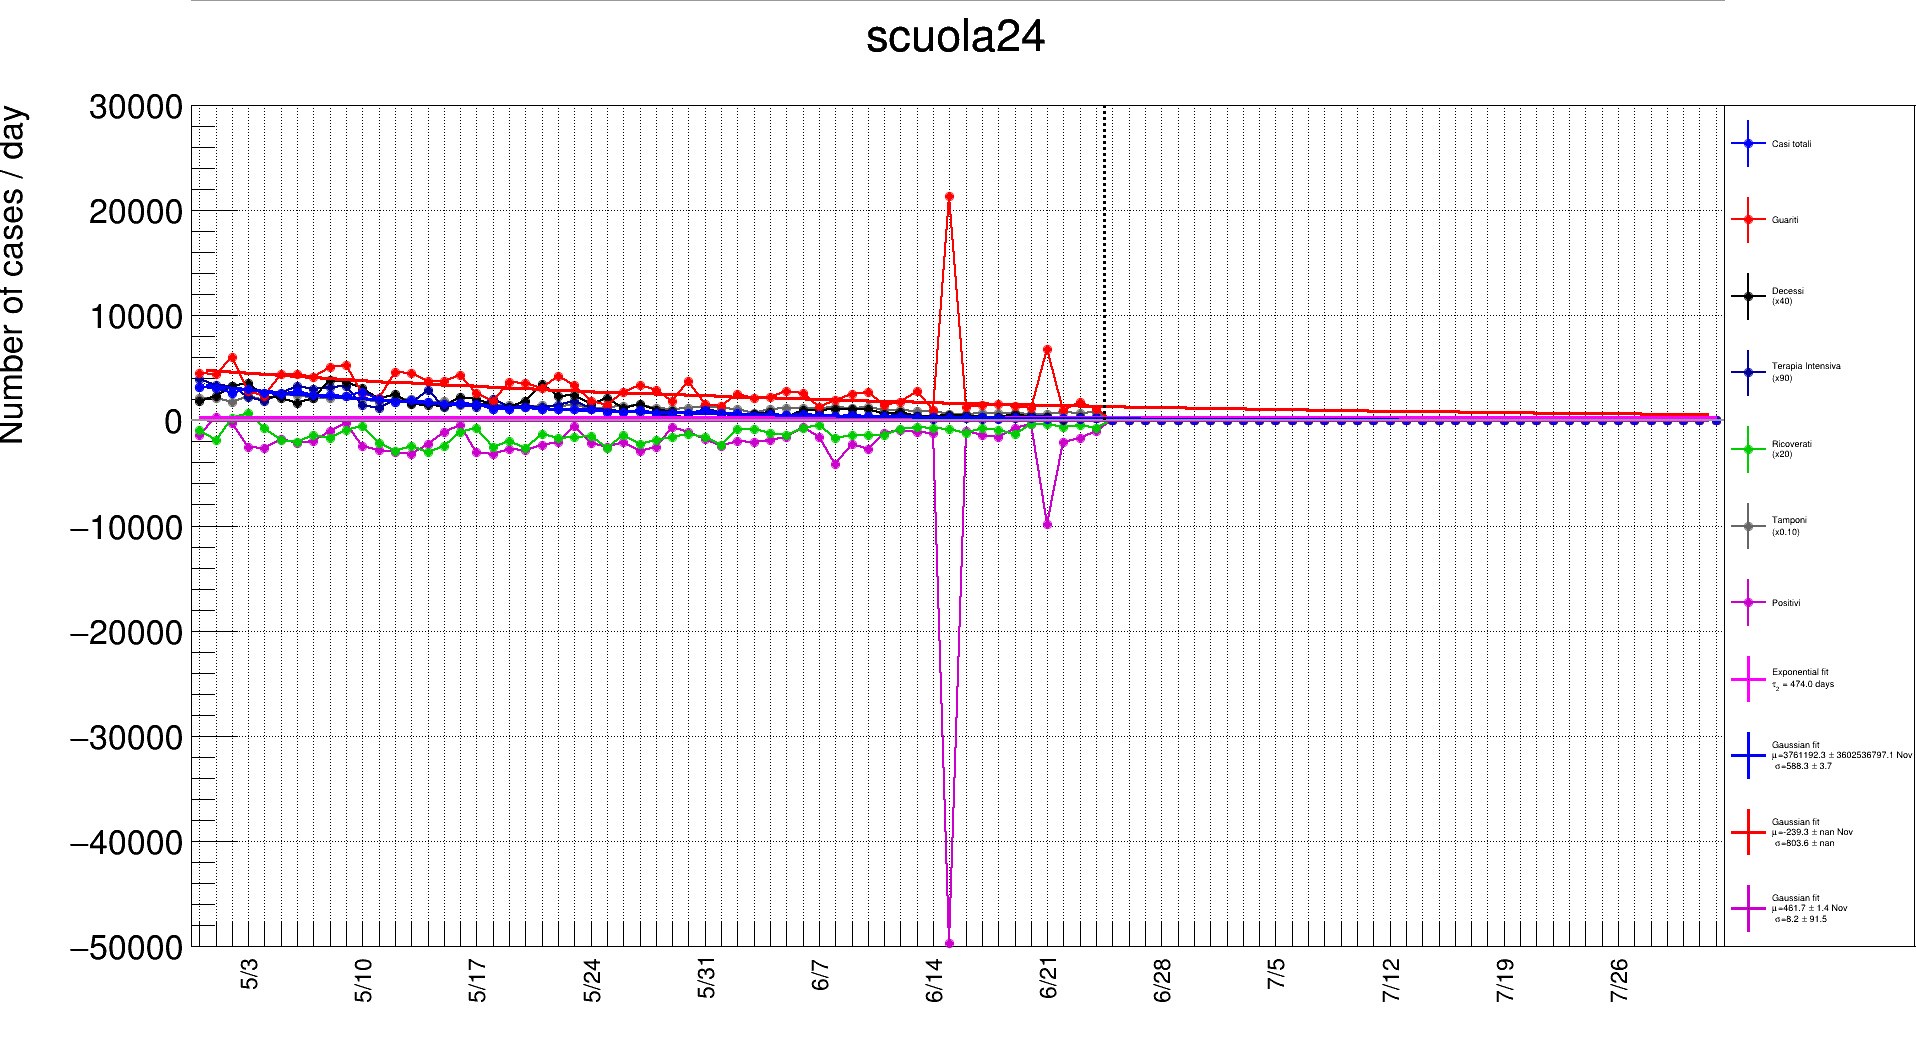 scuola24
Number of cases / day
30000
20000
10000
0
−10000
−20000
−30000
−40000
−50000
5/3
5/10
5/17
5/24
5/31
6/7
6/14
6/21
6/28
7/5
7/12
7/19
7/26
Casi totali
Guariti
Decessi
(x40)
Terapia Intensiva
(x90)
Ricoverati
(x20)
Tamponi
(x0.10)
Positivi
Exponential fit
τ2 = 474.0 days
Gaussian fit
μ=3761192.3 ± 3602536797.1 Nov
σ=588.3 ± 3.7
Gaussian fit
μ=-239.3 ± nan Nov
σ=803.6 ± nan
Gaussian fit
μ=461.7 ± 1.4 Nov
σ=8.2 ± 91.5